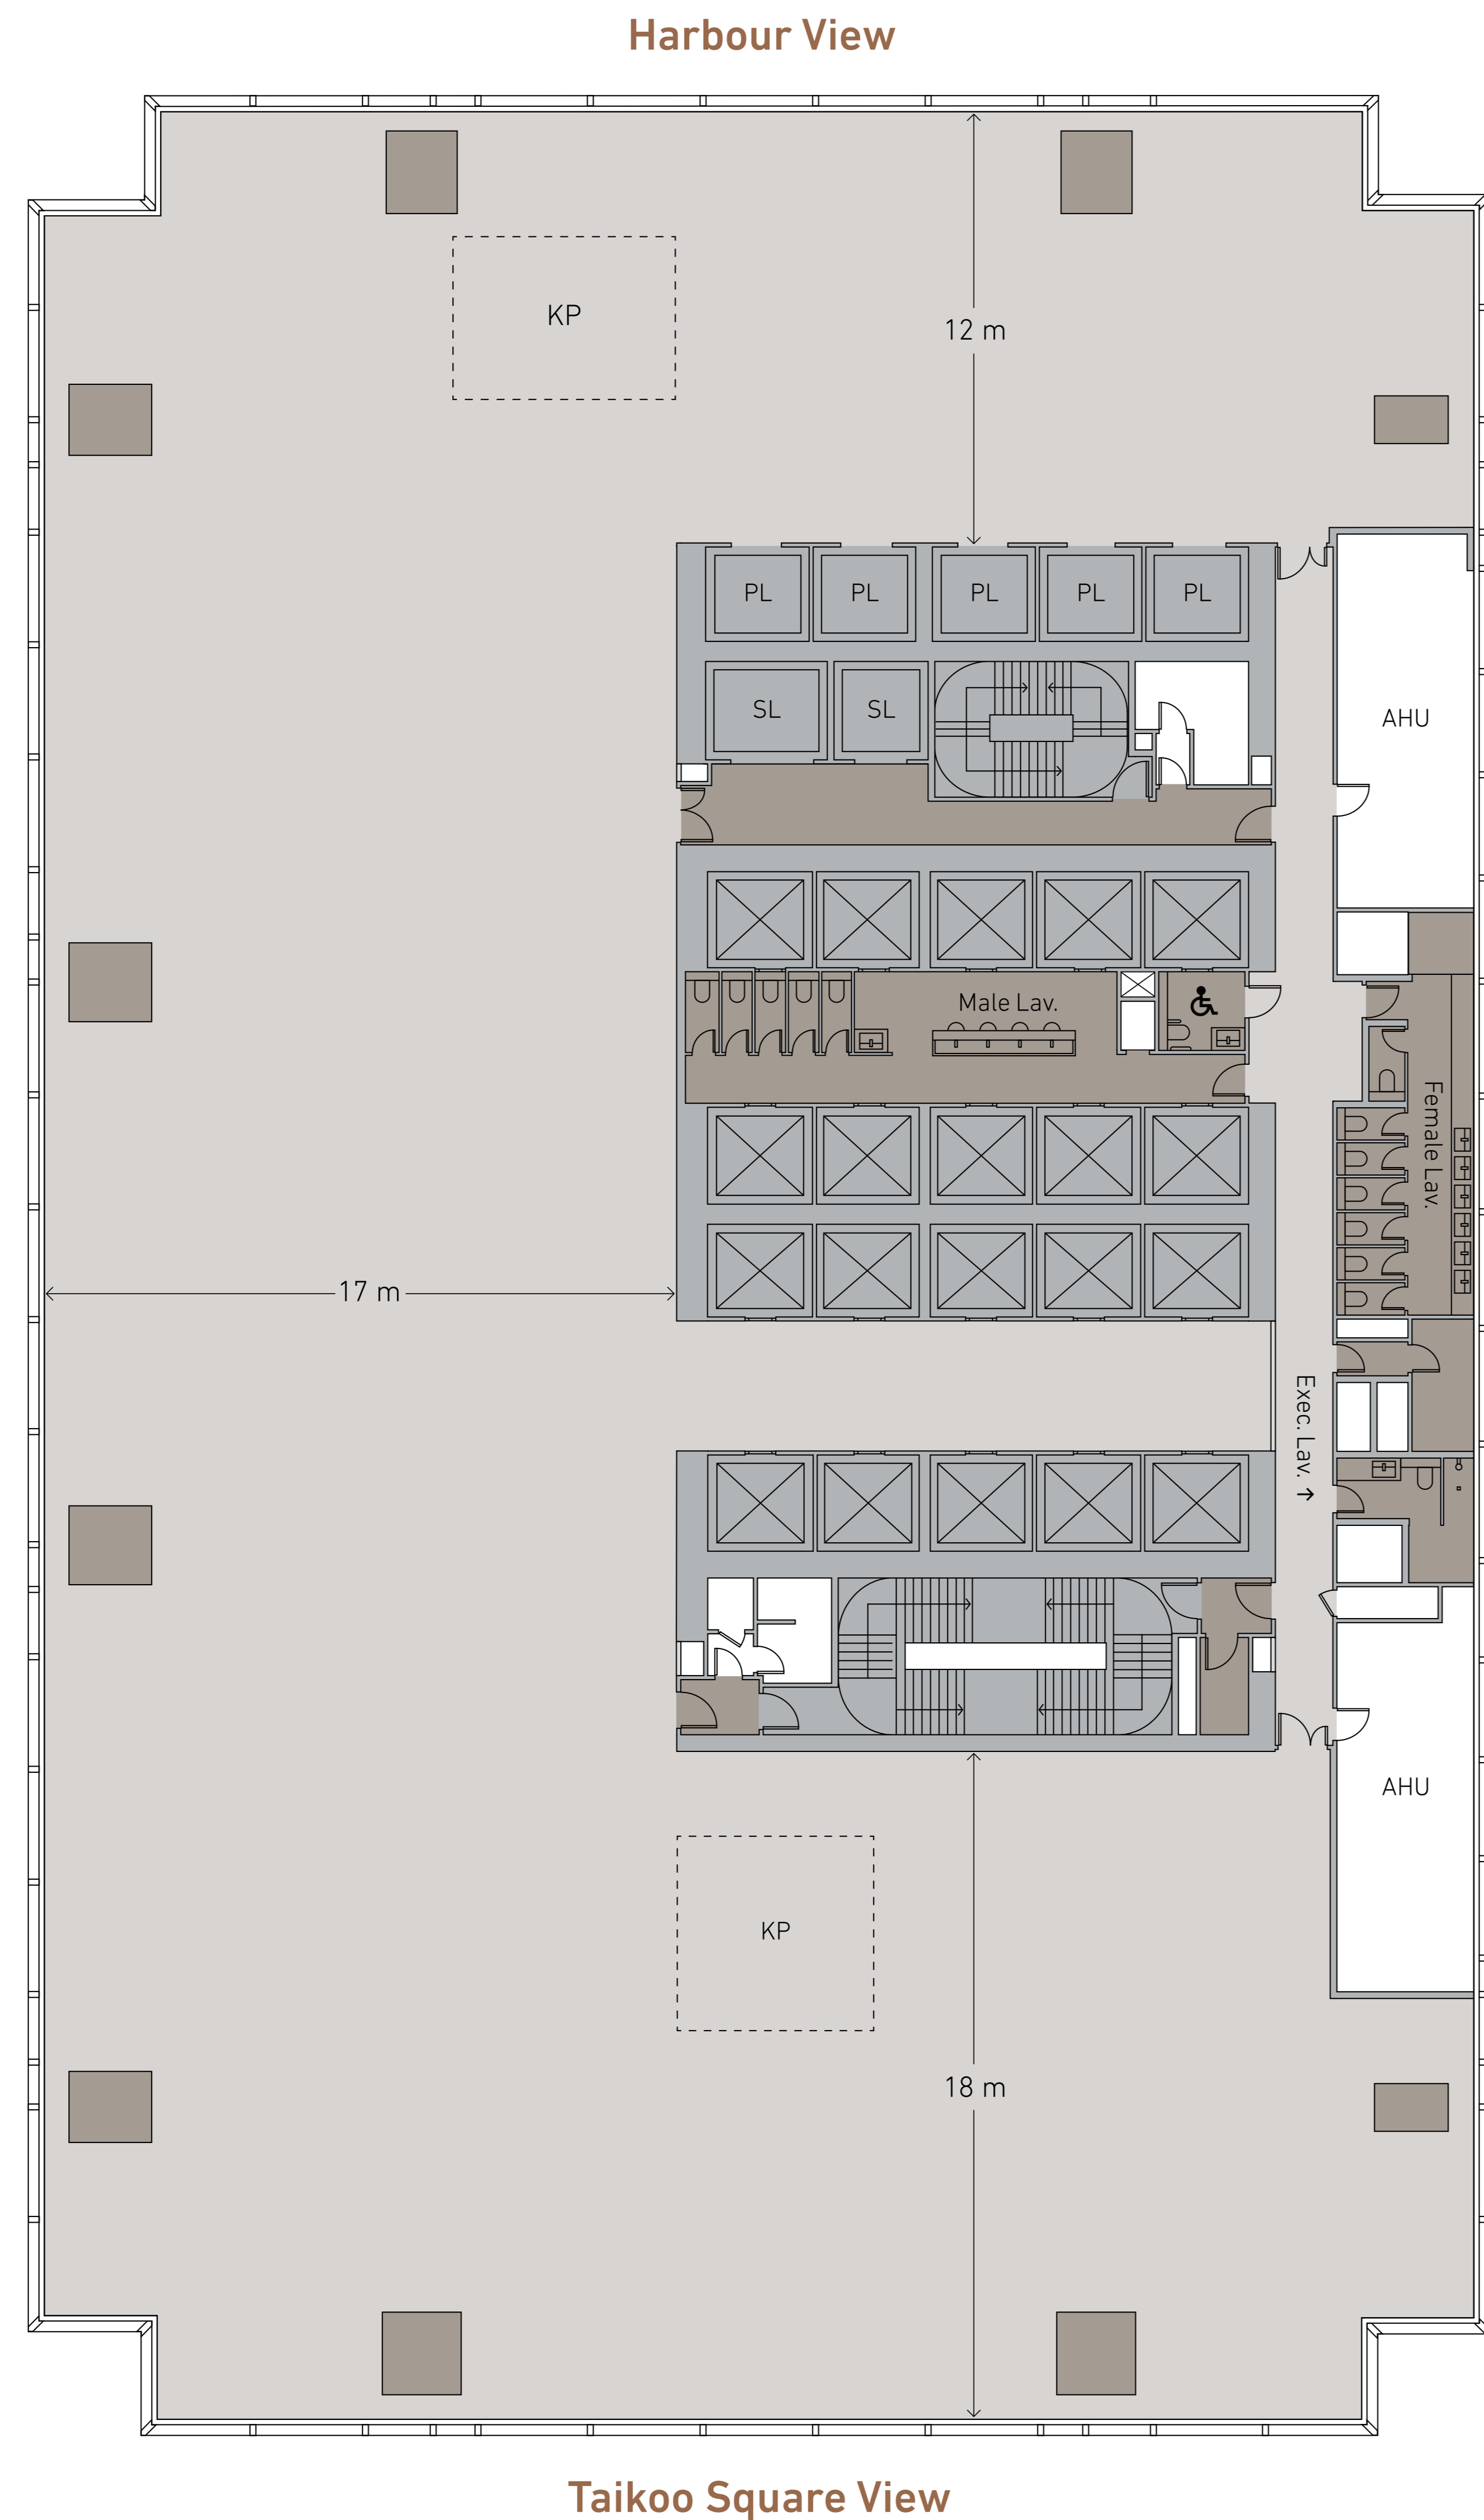 Harbour View
KP
12 m
PL
PL
PL
PL
PL
SL
SL
AHU
Male Lav.
Female Lav.
17 m
Exec. Lav. →
AHU
KP
18 m
Taikoo Square View